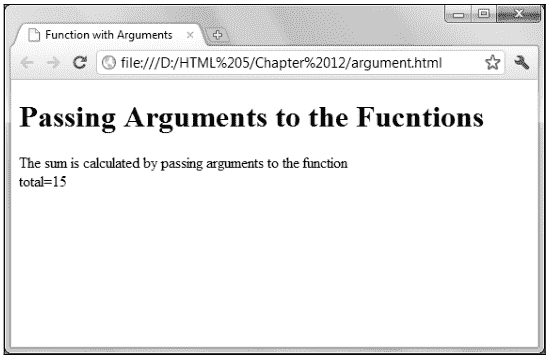 Function with Arguments
file:///D:/HTML%205/Chapter%2012/argument.html
Passing Arguments to the Fucntions
The sum is calculated by passing arguments to the function
total=15